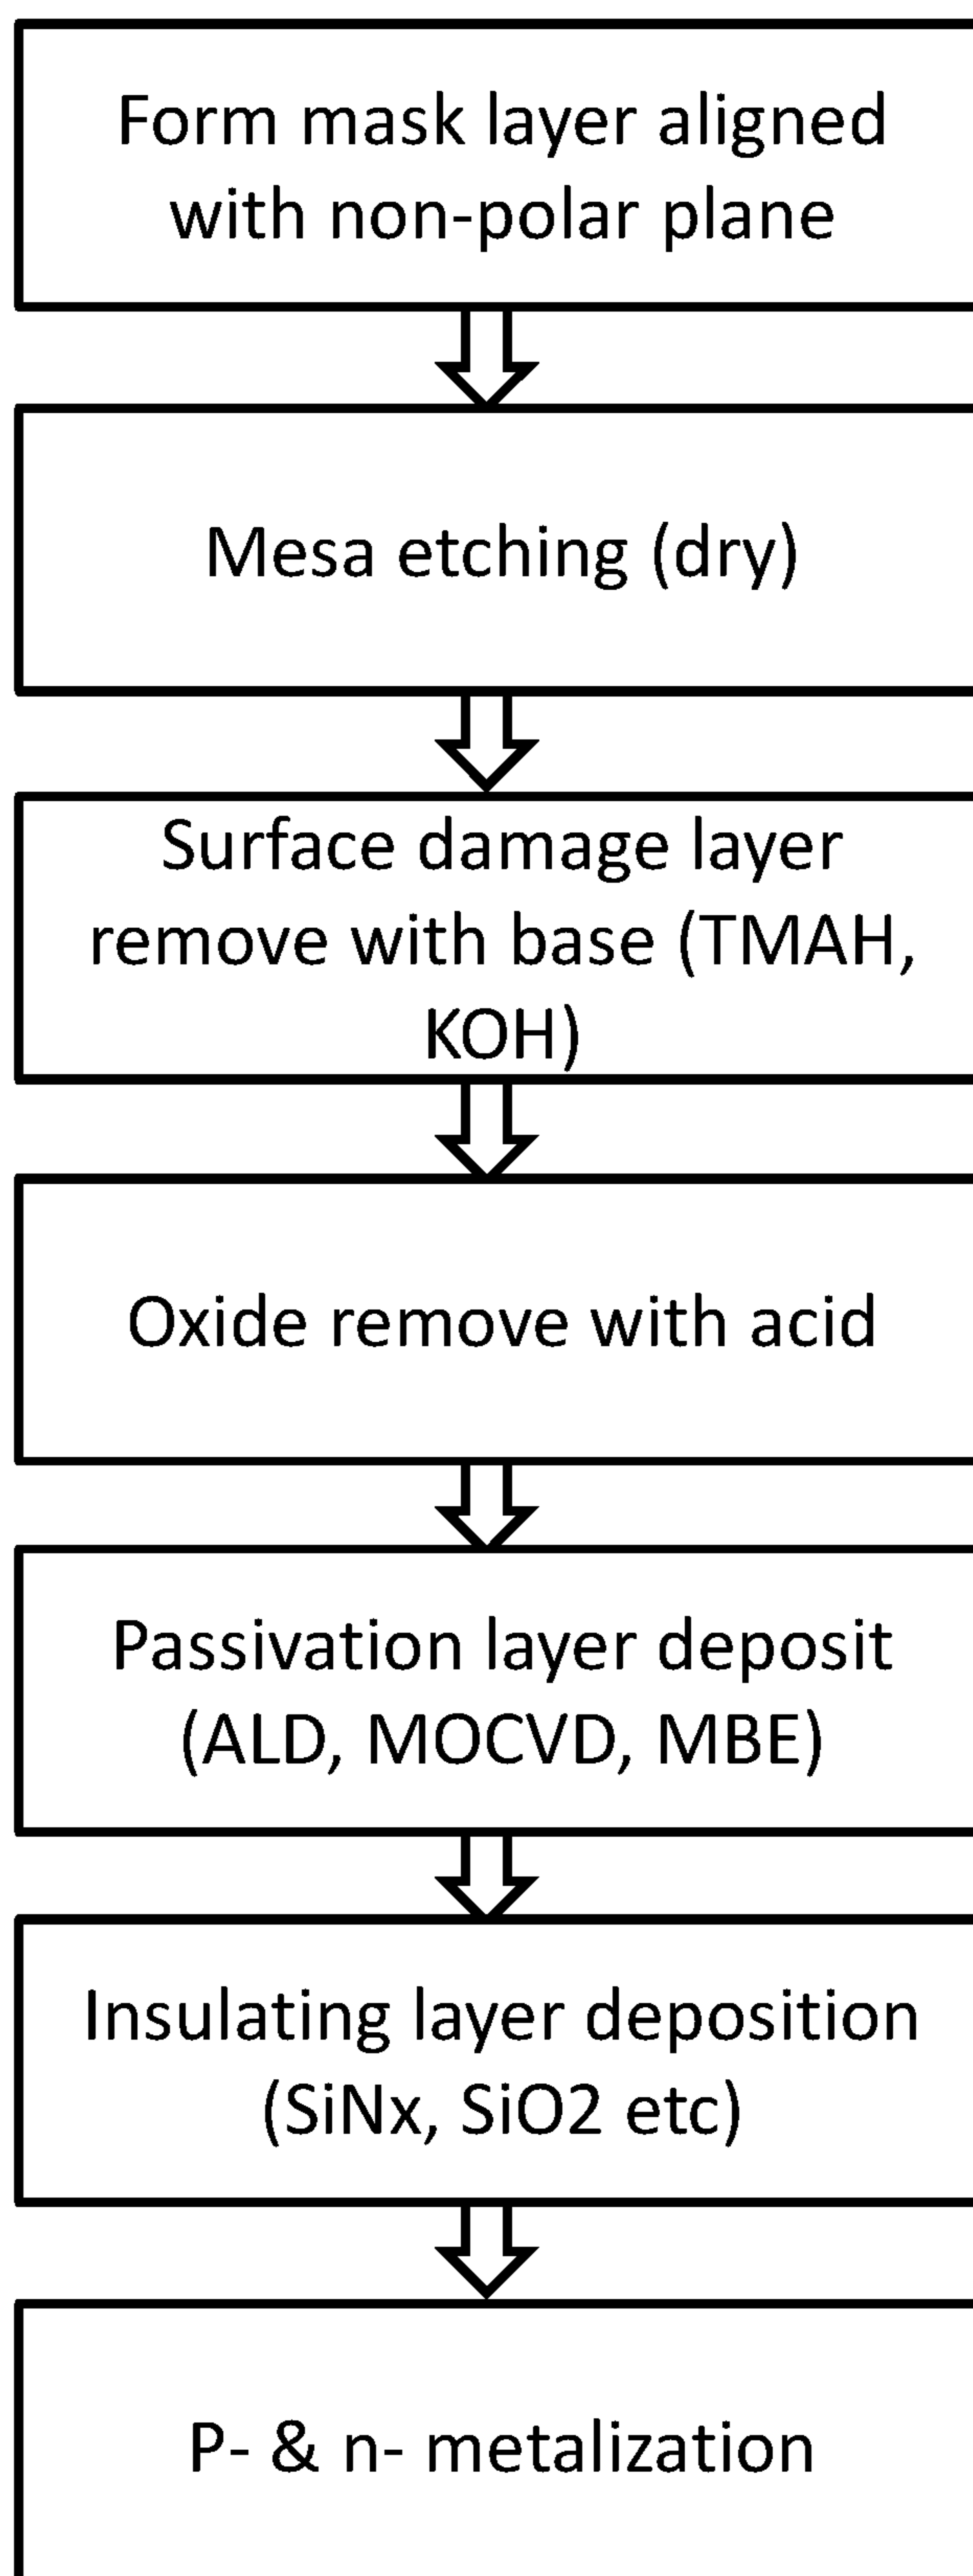 Form mask layer aligned
with non-polar plane
Mesa etching (dry)
Surface damage layer
remove with base (TMAH,
KOH)
Oxide remove with acid
Passivation layer deposit
(ALD, MOCVD, MBE)
Insulating layer deposition
(SiNx, SiO2 etc)
P- & n- metalization